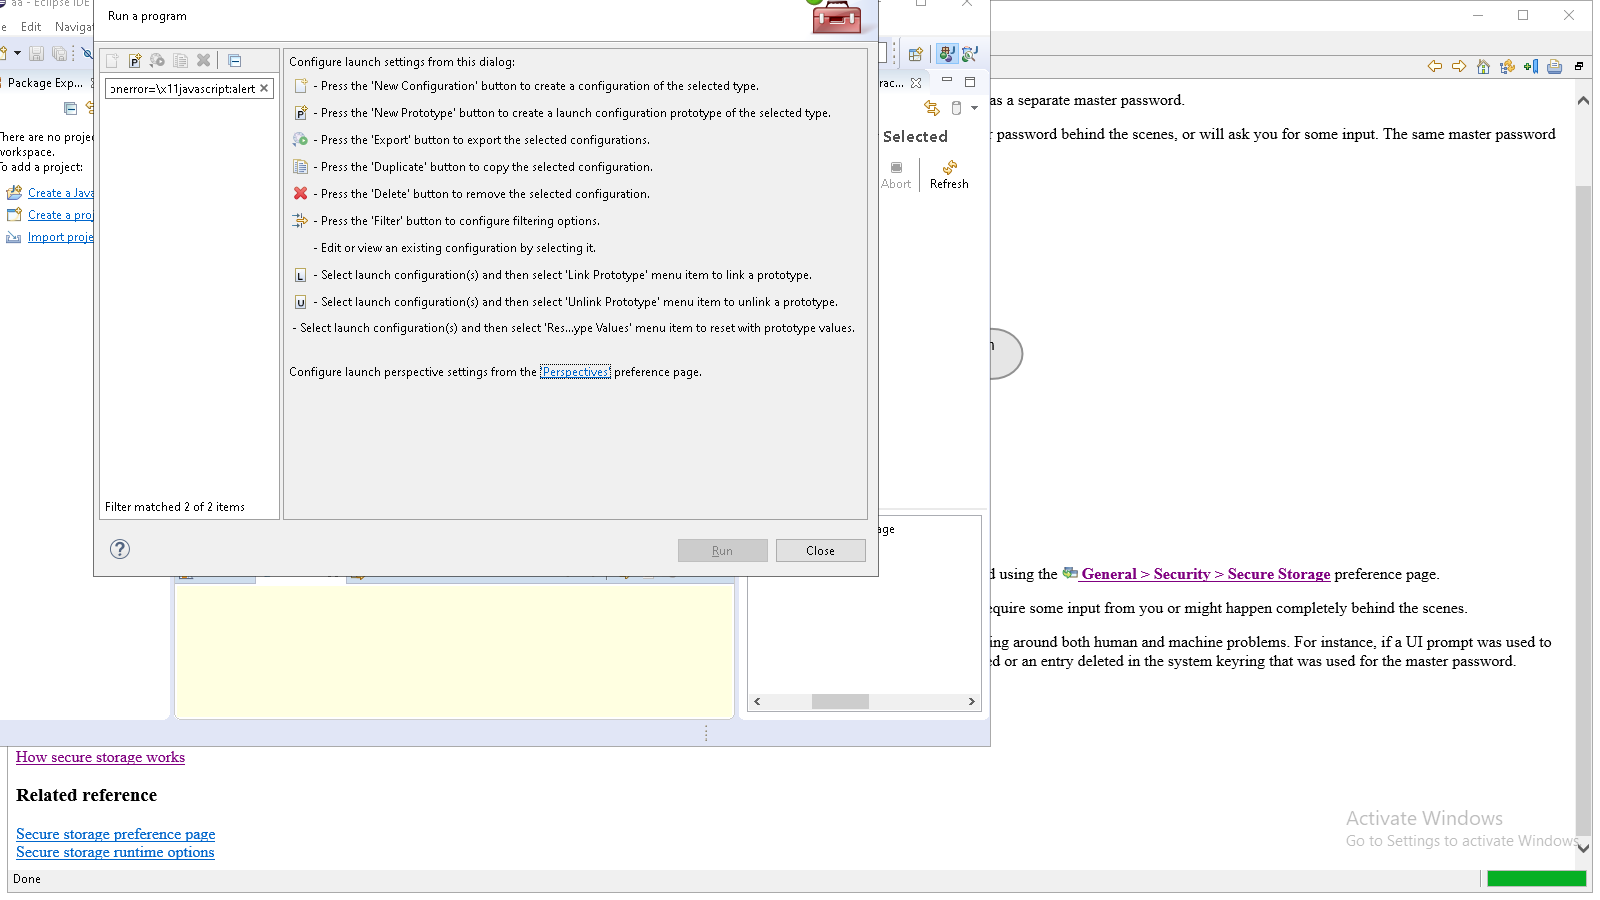 aa - Eclipse IDE
Edit
Run a program
Package Exp...
onerror=\x11javascript:alert
Filter matched 2 of 2 items
There are no
workspace.
To add a project:
Create a
Create a
Import
Configure launch settings from this dialog:
- Press the 'New Configuration' button to create a configuration of the selected type.
P - Press the 'New Prototype' button to create a launch configuration prototype of the selected type.
- Press the 'Export' button to export the selected configurations.
- Press the 'Duplicate' button to copy the selected configuration.
- Press the 'Delete' button to remove the selected configuration.
- Press the 'Filter' button to configure filtering options.
- Edit or view an existing configuration by selecting it.
L - Select launch configuration(s) and then select 'Link Prototype' menu item to link a prototype.
U - Select launch configuration(s) and then select 'Unlink Prototype' menu item to unlink a prototype.
- Select launch configuration(s) and then select 'Res...ype Values' menu item to reset with prototype values.
Configure launch perspective settings from the 'Perspectives' preference page.
Run
Close
Selected
Abort
Refresh
as a separate master password.
password behind the scenes, or will ask you for some input. The same master password
using the General > Security > Secure Storage preference page.
require some input from you or might happen completely behind the scenes.
around both human and machine problems. For instance, if a UI prompt was used to
or an entry deleted in the system keyring that was used for the master password.
How secure storage works
Related reference
Secure storage preference page
Secure storage runtime options
Done
Activate Windows
Go to Settings to activate Windows.